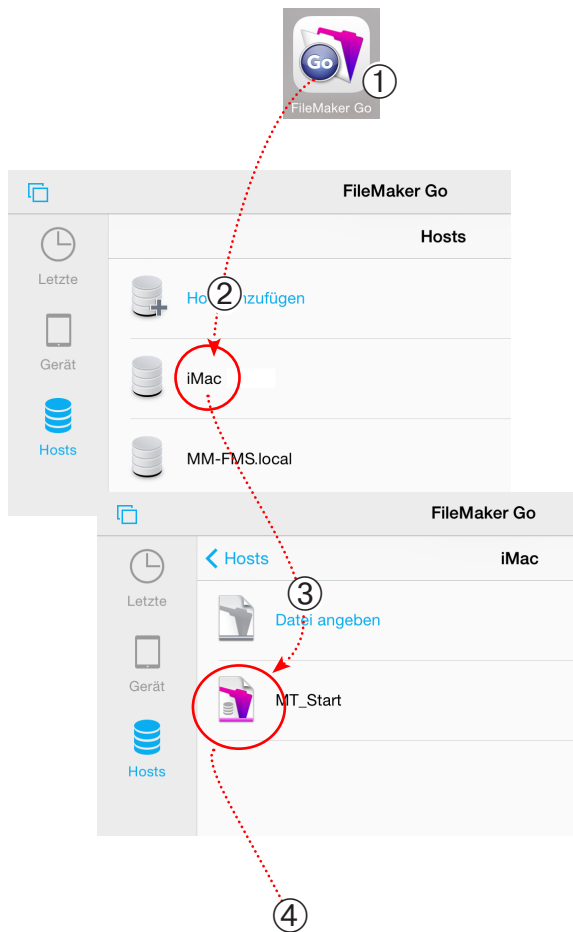 Go
①
FileMaker Go
FileMaker Go
Hosts
Letzte
②
Gerät
iMac
Hosts
MM-FMS.local
FileMaker Go
Hosts
iMac
Letzte
③
Datei angeben
Gerät
MT_Start
Hosts
④